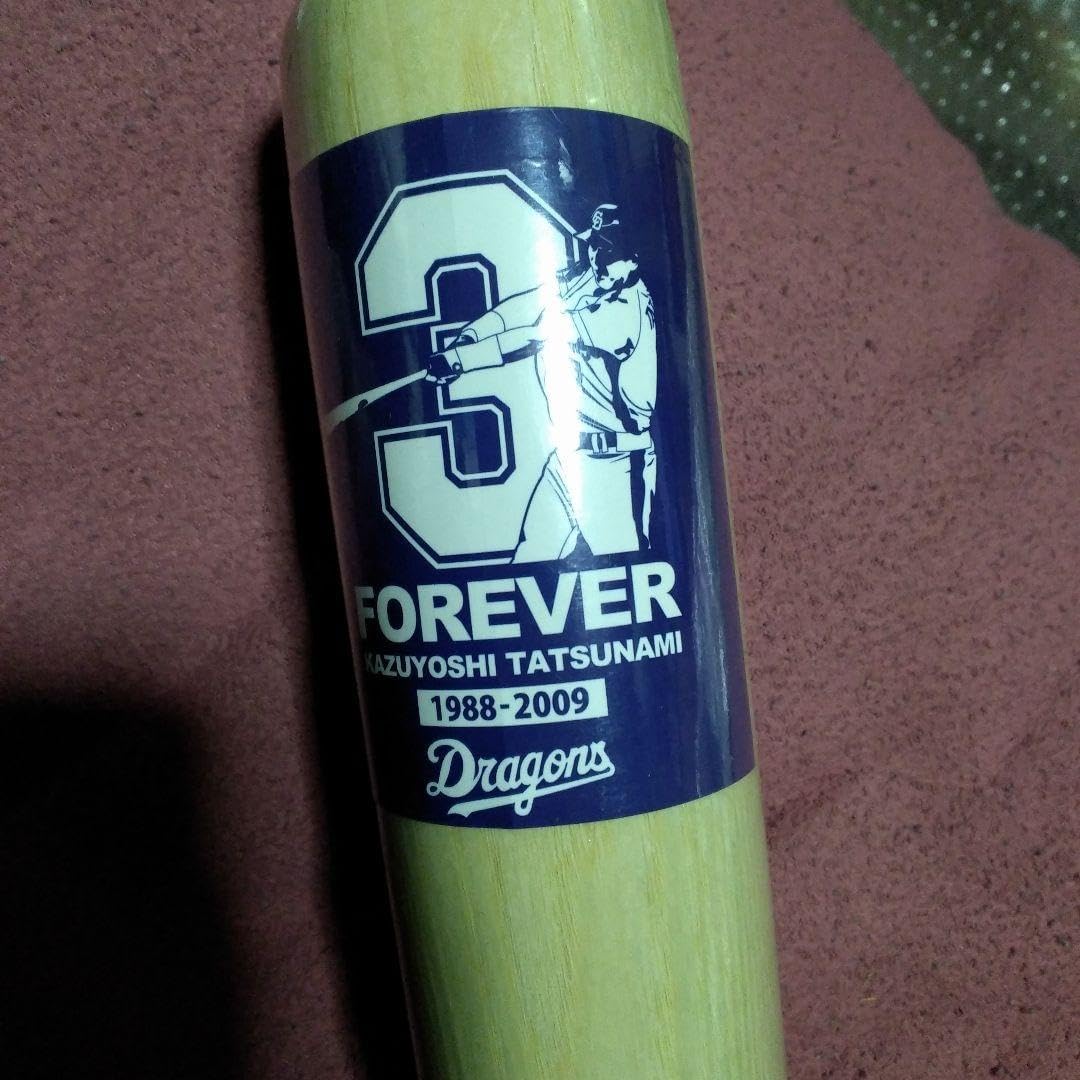 3
FOREVER
KAZUYOSHI TATSUNAMI
1988-2009
Dragons